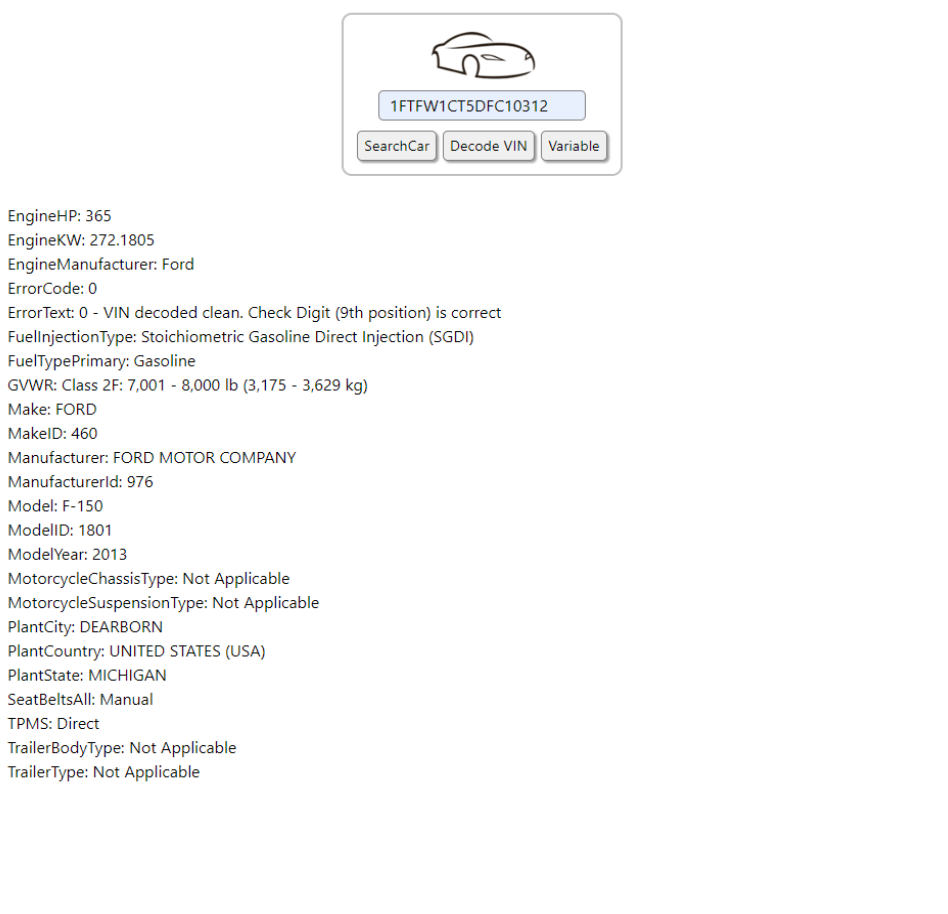 1FTFW1CT5DFC10312
SearchCar Decode VIN Variable
EngineHP: 365
EngineKW: 272.1805
EngineManufacturer: Ford
ErrorCode: 0
ErrorText: 0 - VIN decoded clean. Check Digit (9th position) is correct
FuelInjectionType: Stoichiometric Gasoline Direct Injection (SGDI)
FuelTypePrimary: Gasoline
GVWR: Class 2F: 7,001 - 8,000 lb (3,175 - 3,629 kg)
Make: FORD
MakeID: 460
Manufacturer: FORD MOTOR COMPANY
ManufacturerId: 976
Model: F-150
ModelID: 1801
ModelYear: 2013
MotorcycleChassisType: Not Applicable
MotorcycleSuspensionType: Not Applicable
PlantCity: DEARBORN
PlantCountry: UNITED STATES (USA)
PlantState: MICHIGAN
SeatBeltsAll: Manual
TPMS: Direct
TrailerBodyType: Not Applicable
TrailerType: Not Applicable